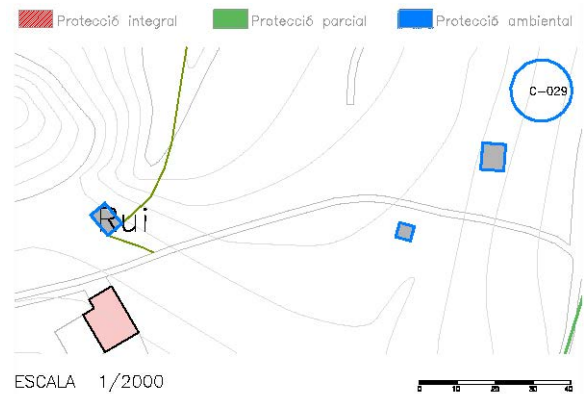 Protecció integral Protecció parcial Protecció ambiental
C-029
Rui
ESCALA 1/2000
0 10 20 30 40